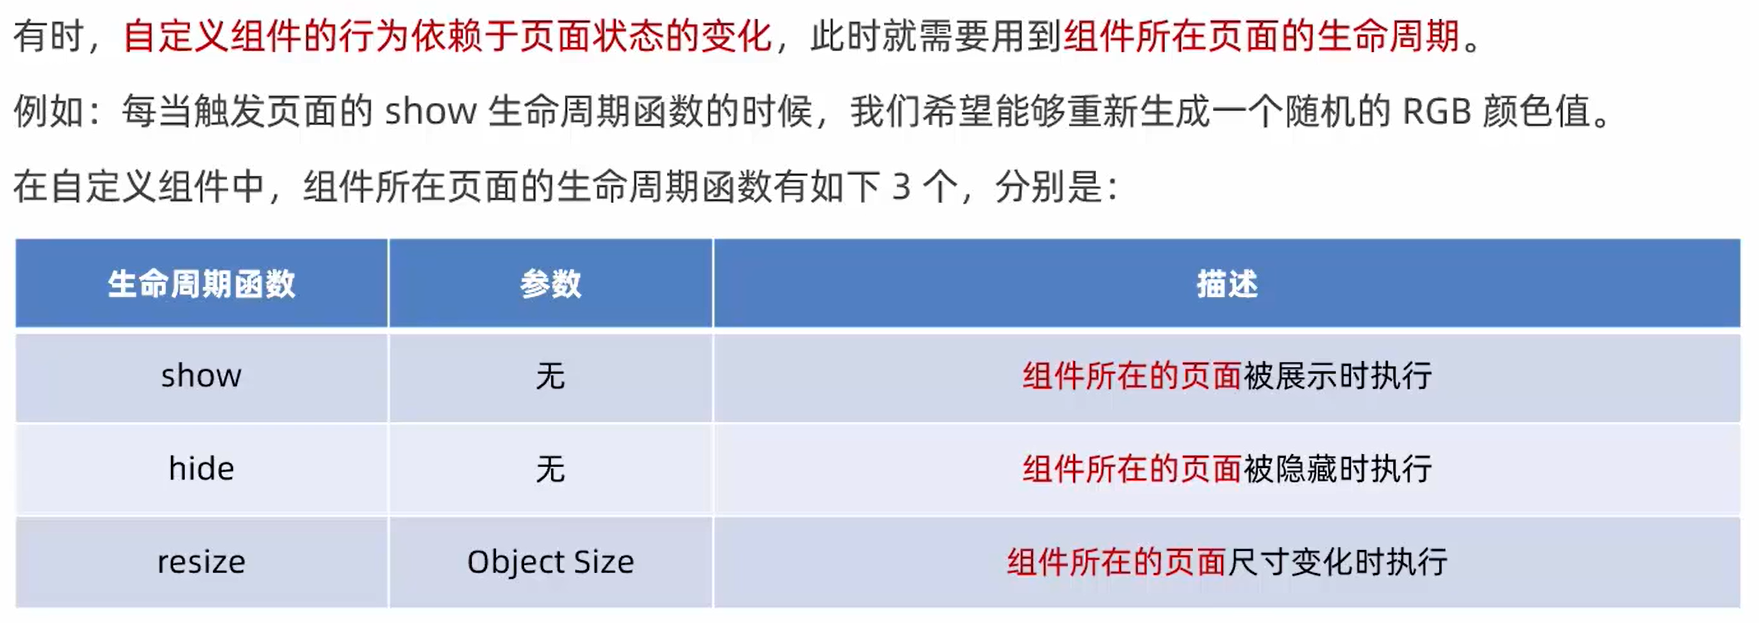 有时，自定义组件的行为依赖于页面状态的变化，此时就需要用到组件所在页面的生命周期。
例如：每当触发页面的 show 生命周期函数的时候，我们希望能够重新生成一个随机的 RGB 颜色值。
在自定义组件中，组件所在页面的生命周期函数有如下 3 个，分别是：
生命周期函数 参数 描述
show 无 组件所在的页面被展示时执行
hide 无 组件所在的页面被隐藏时执行
resize Object Size 组件所在的页面尺寸变化时执行